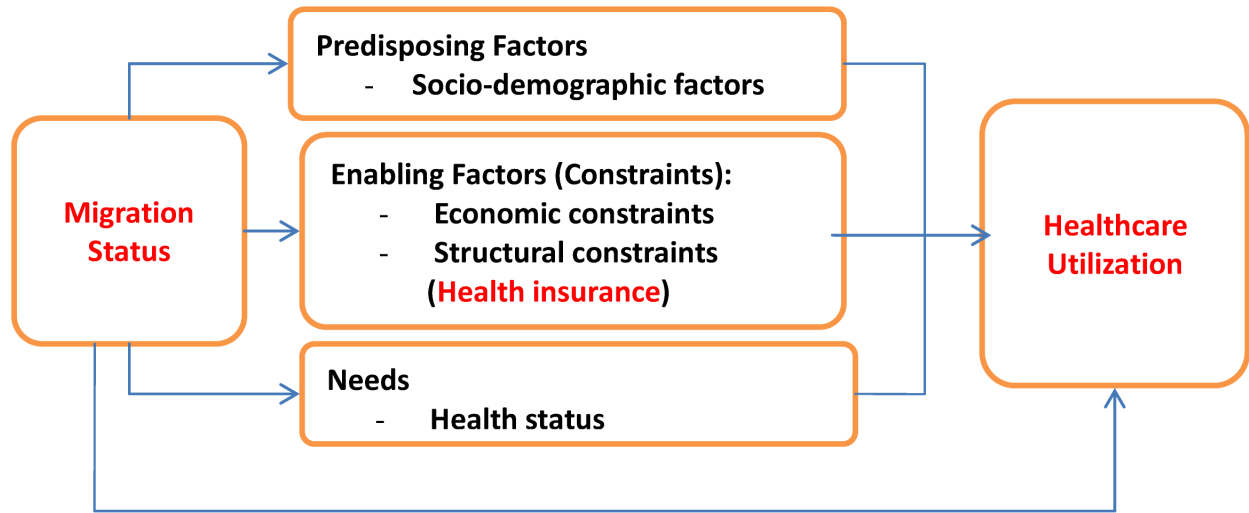 Predisposing Factors
- Socio-demographic factors
Migration
Status
Enabling Factors (Constraints):
- Economic constraints
- Structural constraints
(Health insurance)
Needs
- Health status
Healthcare
Utilization